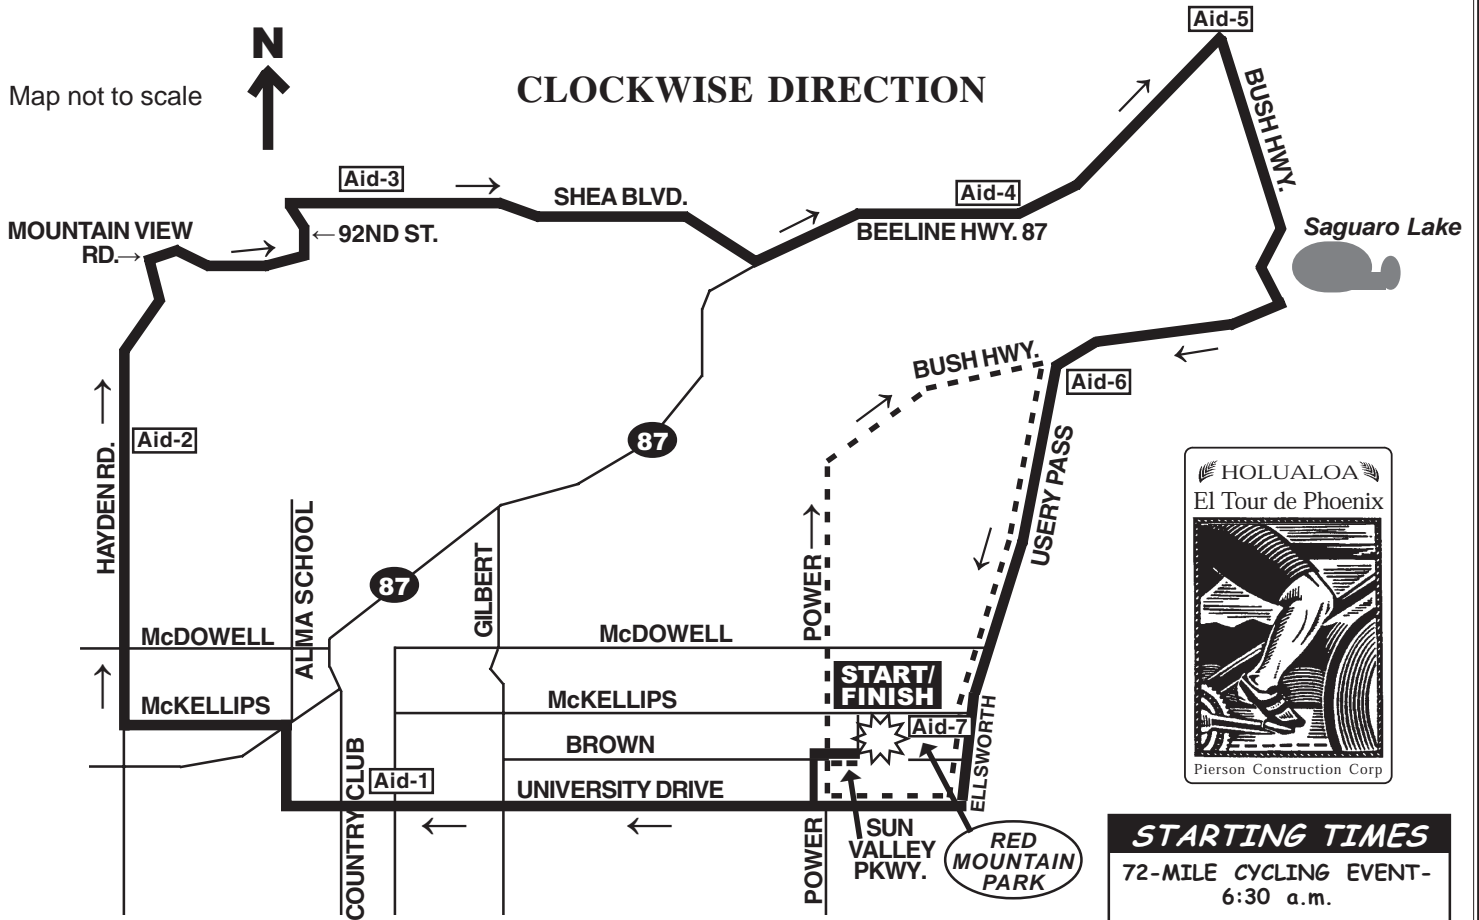 Aid-5
N
Map not to scale
CLOCKWISE DIRECTION
BUSH HWY.
Aid-3
SHEA BLVD.
Aid-4
MOUNTAIN VIEW
RD.→
←92ND ST.
BEELINE HWY. 87
Saguaro Lake
BUSH HWY.
Aid-6
Aid-2
87
HAYDEN RD.
USERY PASS
HOLUALOA
El Tour de Phoenix
Pierson Construction Corp
ALMA SCHOOL
87
GILBERT
POWER
McDOWELL
McDOWELL
START/
FINISH
McKELLIPS
McKELLIPS
Aid-7
BROWN
ELLSWORTH
Aid-1
UNIVERSITY DRIVE
COUNTRY CLUB
POWER
SUN
VALLEY
PKWY.
RED
MOUNTAIN
PARK
STARTING TIMES
72-MILE CYCLING EVENT-
6:30 a.m.